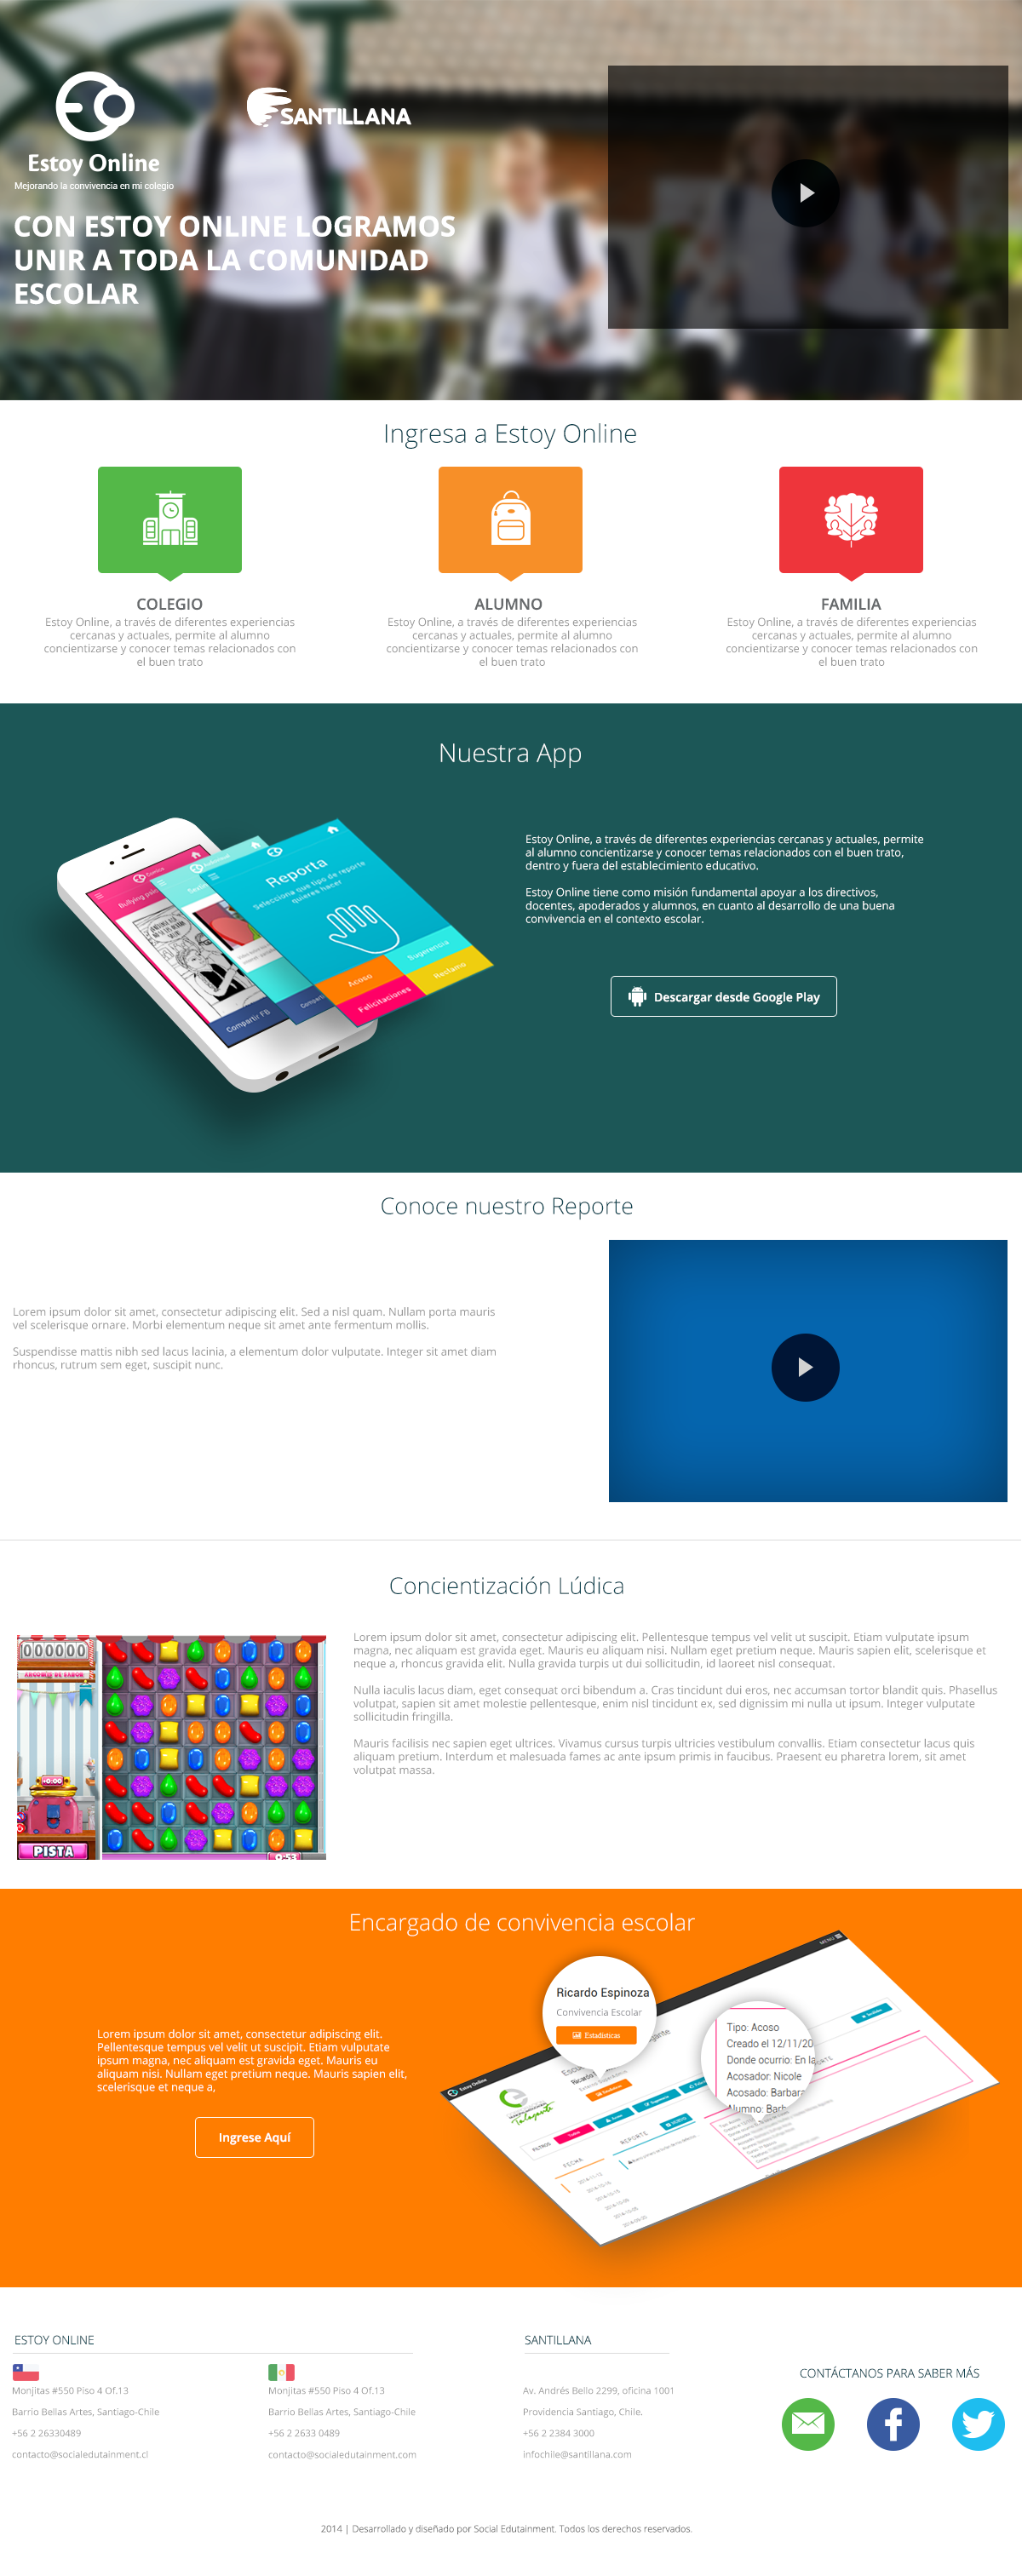 Estoy Online
Mejorando la convivencia en mi colegio
SANTILLANA
CON ESTOY ONLINE LOGRAMOS
UNIR A TODA LA COMUNIDAD
ESCOLAR
Ingresa a Estoy Online
COLEGIO
Estoy Online, a través de diferentes experiencias
cercanas y actuales, permite al alumno
concientizarse y conocer temas relacionados con
el buen trato
ALUMNO
Estoy Online, a través de diferentes experiencias
cercanas y actuales, permite al alumno
concientizarse y conocer temas relacionados con
el buen trato
FAMILIA
Estoy Online, a través de diferentes experiencias
cercanas y actuales, permite al alumno
concientizarse y conocer temas relacionados con
el buen trato
Nuestra App
Bullying
Compartir FB
Reporta
Selecciona que tipo de reporte
quieres hacer
Acoso
Sugerencia
Felicitaciones
Reclamo
Estoy Online, a través de diferentes experiencias cercanas y actuales, permite
al alumno concientizarse y conocer temas relacionados con el buen trato,
dentro y fuera del establecimiento educativo.
Estoy Online tiene como misión fundamental apoyar a los directivos,
docentes, apoderados y alumnos, en cuanto al desarrollo de una buena
convivencia en el contexto escolar.
Descargar desde Google Play
Conoce nuestro Reporte
Lorem ipsum dolor sit amet, consectetur adipiscing elit. Sed a nisl quam. Nullam porta mauris
vel scelerisque ornare. Morbi elementum neque sit amet ante fermentum mollis.
Suspendisse mattis nibh sed lacus lacinia, a elementum dolor vulputate. Integer sit amet diam
rhoncus, rutrum sem eget, suscipit nunc.
Concientización Lúdica
000000
PISTA
0:53
Lorem ipsum dolor sit amet, consectetur adipiscing elit. Pellentesque tempus vel velit ut suscipit. Etiam vulputate ipsum
magna, nec aliquam est gravida eget. Mauris eu aliquam nisi. Nullam eget pretium neque. Mauris sapien elit, scelerisque et
neque a, rhoncus gravida elit. Nulla gravida turpis ut dui sollicitudin, id laoreet nisl consequat.
Nulla iaculis lacus diam, eget consequat orci bibendum a. Cras tincidunt dui eros, nec accumsan tortor blandit quis. Phasellus
volutpat, sapien sit amet molestie pellentesque, enim nisl tincidunt ex, sed dignissim mi nulla ut ipsum. Integer vulputate
sollicitudin fringilla.
Mauris facilisis nec sapien eget ultrices. Vivamus cursus turpis ultricies vestibulum convallis. Etiam consectetur lacus quis
aliquam pretium. Interdum et malesuada fames ac ante ipsum primis in faucibus. Praesent eu pharetra lorem, sit amet
volutpat massa.
Encargado de convivencia escolar
Lorem ipsum dolor sit amet, consectetur adipiscing elit.
Pellentesque tempus vel velit ut suscipit. Etiam vulputate
ipsum magna, nec aliquam est gravida eget. Mauris eu
aliquam nisi. Nullam eget pretium neque. Mauris sapien elit,
scelerisque et neque a,
Ingrese Aquí
MENU
Ricardo Espinoza
Convivencia Escolar
Estadísticas
Tipo: Acoso
Creado el 12/11/20
Donde ocurrio: En la
Acosador: Nicole
Acosado: Barbara
Alumno: Barb
Estoy Online
FILTROS
FECHA
REPORTE
ESTOY ONLINE
Monjitas #550 Piso 4 Of.13
Barrio Bellas Artes, Santiago-Chile
+56 2 26330489
contacto@socialedutainment.cl
Monjitas #550 Piso 4 Of.13
Barrio Bellas Artes, Santiago-Chile
+56 2 2633 0489
contacto@socialedutainment.com
SANTILLANA
Av. Andrés Bello 2299, oficina 1001
Providencia Santiago, Chile.
+56 2 2384 3000
infochile@santillana.com
CONTÁCTANOS PARA SABER MÁS
2014 | Desarrollado y diseñado por Social Edutainment. Todos los derechos reservados.